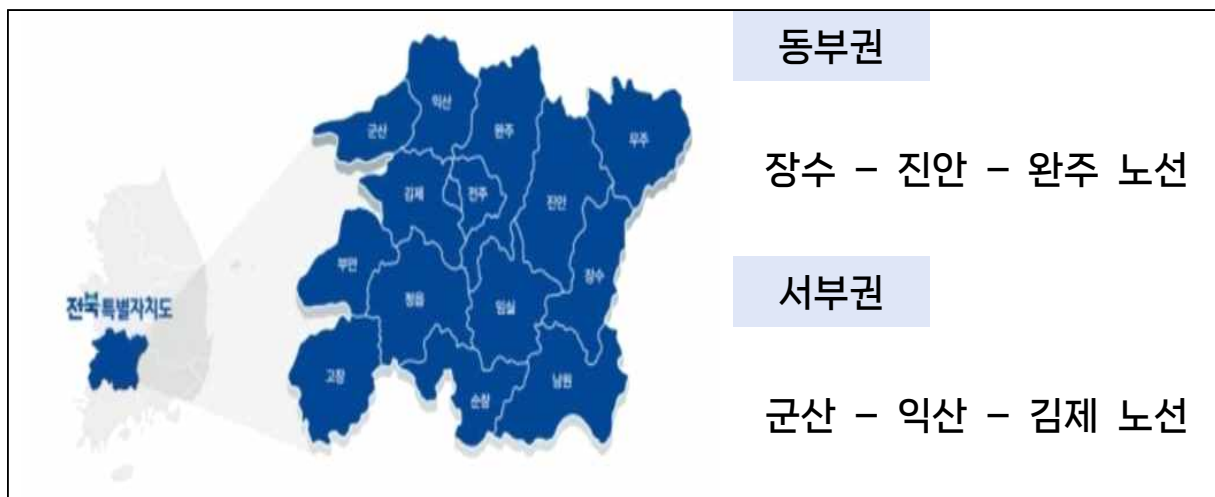 동부권
장수 - 진안 - 완주 노선
서부권
군산 - 익산 - 김제 노선
전북특별자치도
익산
군산
완주
무주
김제
전주
진안
부안
정읍
임실
장수
고창
순창
남원